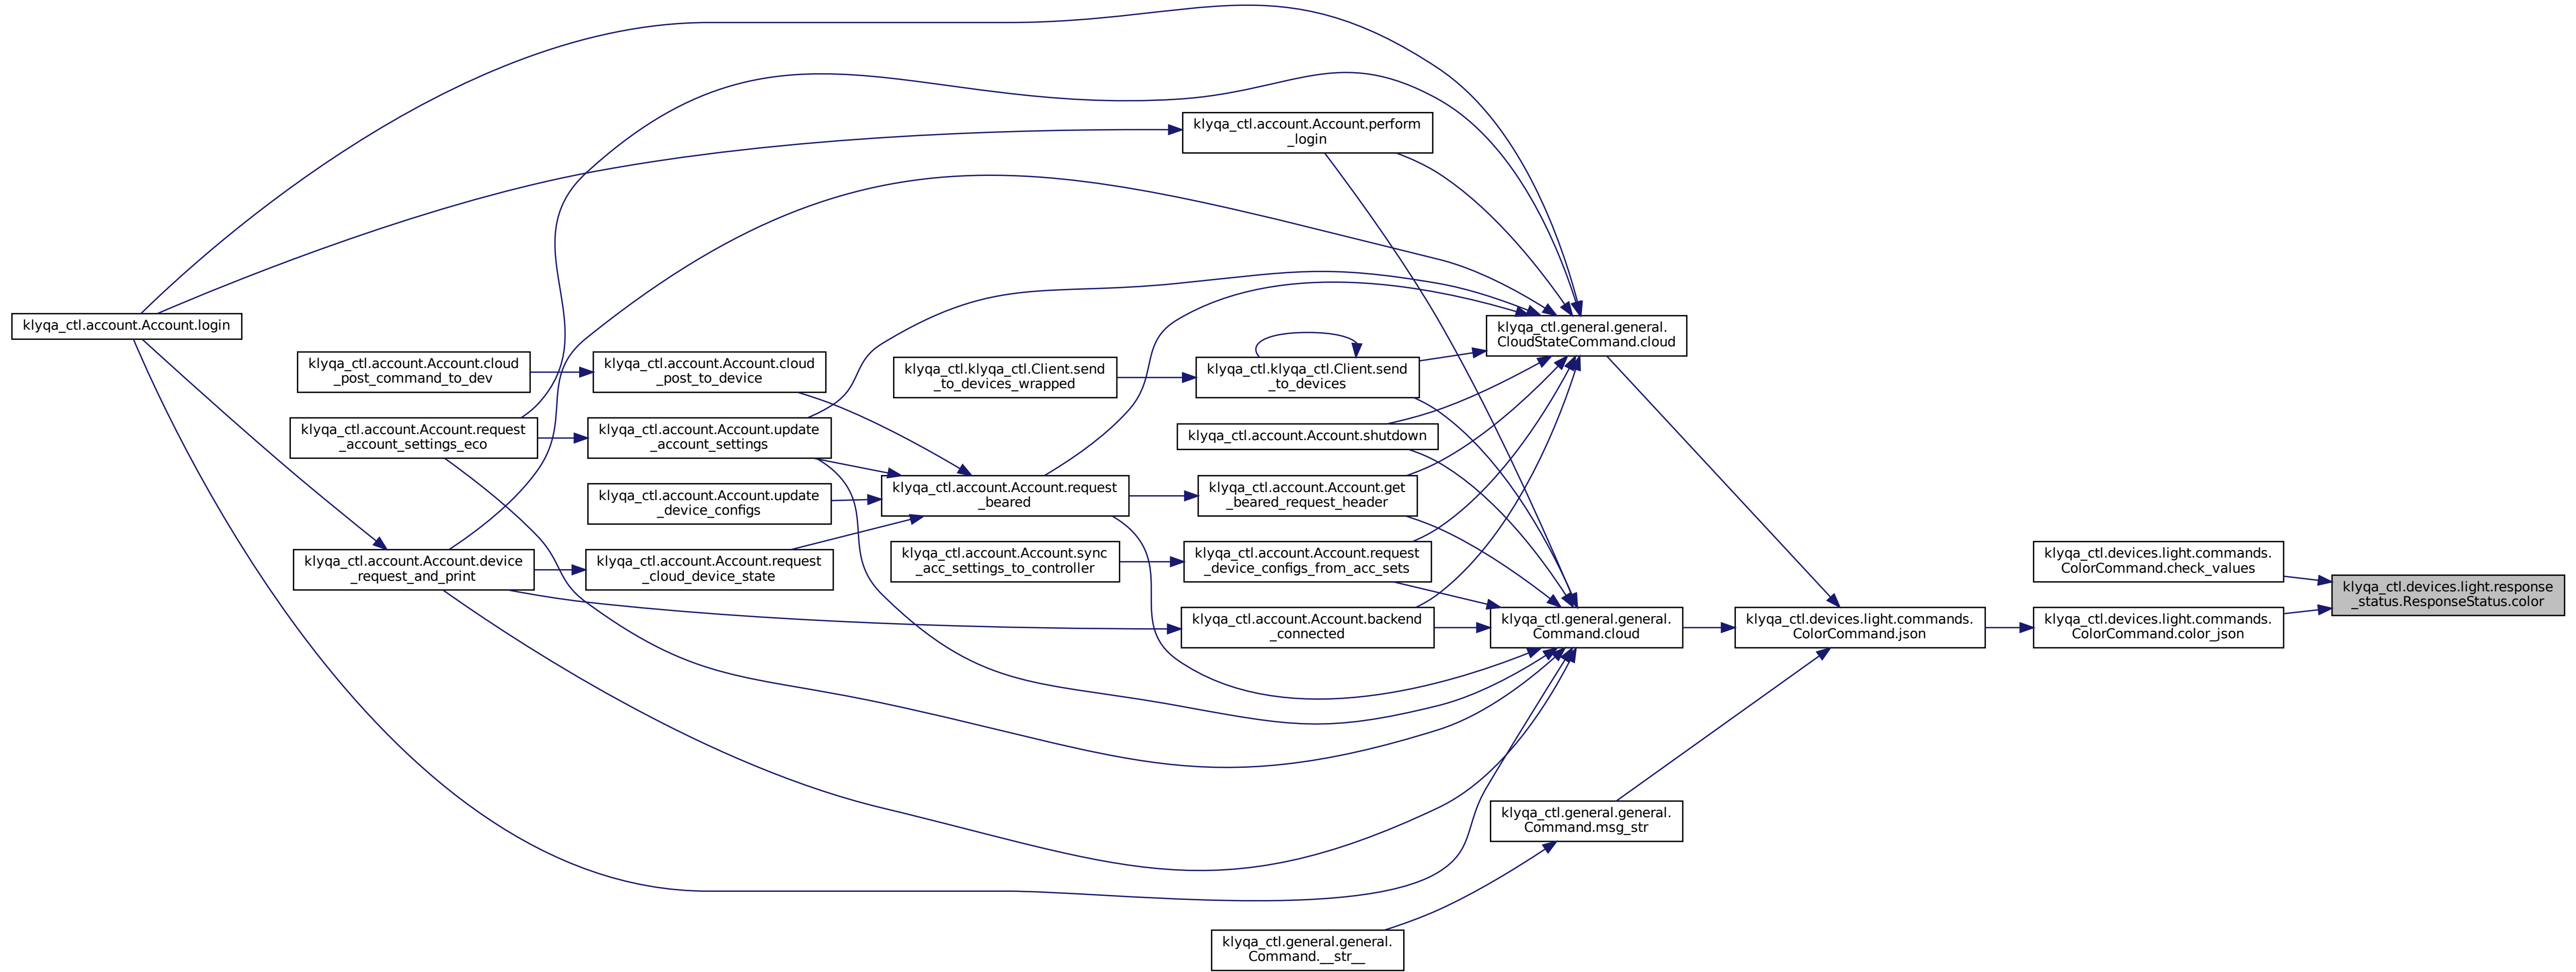 klyqa_ctl.account.Account.perform
_login
klyqa_ctl.account.Account.login
klyqa_ctl.general.general.
CloudStateCommand.cloud
klyqa_ctl.account.Account.cloud
_post_command_to_dev
klyqa_ctl.account.Account.cloud
_post_to_device
klyqa_ctl.klyqa_ctl.Client.send
_to_devices_wrapped
klyqa_ctl.klyqa_ctl.Client.send
_to_devices
klyqa_ctl.account.Account.request
_account_settings_eco
klyqa_ctl.account.Account.update
_account_settings
klyqa_ctl.account.Account.shutdown
klyqa_ctl.account.Account.update
_device_configs
klyqa_ctl.account.Account.request
_beared
klyqa_ctl.account.Account.get
_beared_request_header
klyqa_ctl.account.Account.device
_request_and_print
klyqa_ctl.account.Account.request
_cloud_device_state
klyqa_ctl.account.Account.sync
_acc_settings_to_controller
klyqa_ctl.account.Account.request
_device_configs_from_acc_sets
klyqa_ctl.devices.light.commands.
ColorCommand.check_values
klyqa_ctl.devices.light.response
_status.ResponseStatus.color
klyqa_ctl.account.Account.backend
_connected
klyqa_ctl.general.general.
Command.cloud
klyqa_ctl.devices.light.commands.
ColorCommand.json
klyqa_ctl.devices.light.commands.
ColorCommand.color_json
klyqa_ctl.general.general.
Command.msg_str
klyqa_ctl.general.general.
Command.__str__